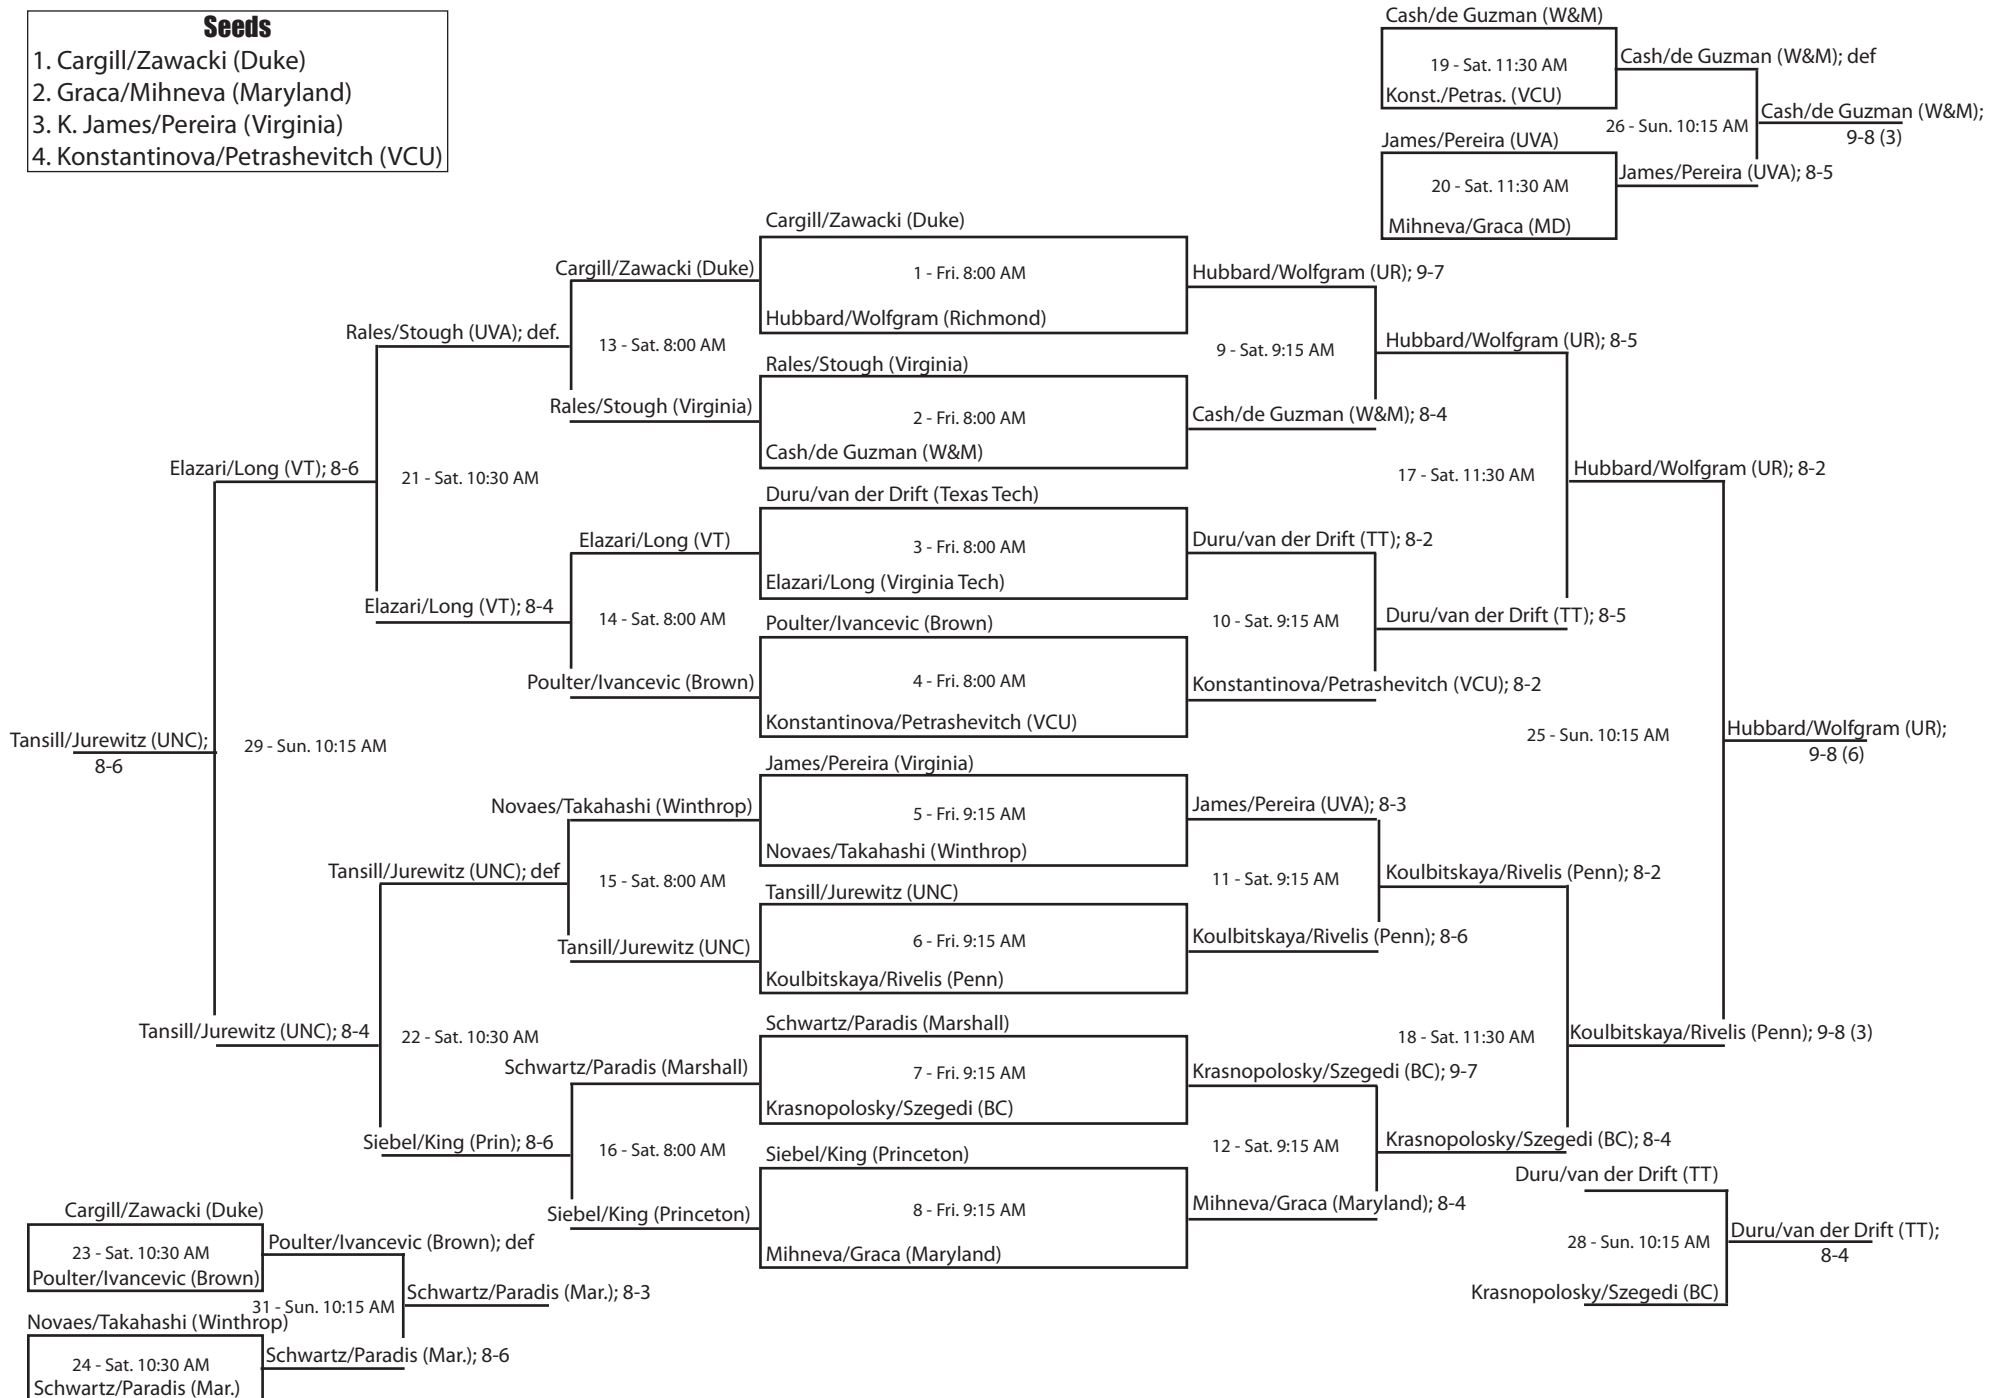 Seeds
1. Cargill/Zawacki (Duke)
2. Graca/Mihneva (Maryland)
3. K. James/Pereira (Virginia)
4. Konstantinova/Petrashevitch (VCU)
Cash/de Guzman (W&M)
19 - Sat. 11:30 AM
Konst./Petras. (VCU)
Cash/de Guzman (W&M); def
James/Pereira (UVA)
20 - Sat. 11:30 AM
Mihneva/Graca (MD)
James/Pereira (UVA); 8-5
26 - Sun. 10:15 AM
Cash/de Guzman (W&M);
9-8 (3)
Cargill/Zawacki (Duke)
1 - Fri. 8:00 AM
Hubbard/Wolfgram (Richmond)
Rales/Stough (Virginia)
2 - Fri. 8:00 AM
Cash/de Guzman (W&M)
Duru/van der Drift (Texas Tech)
3 - Fri. 8:00 AM
Elazari/Long (Virginia Tech)
Poulter/Ivancevic (Brown)
4 - Fri. 8:00 AM
Konstantinova/Petrashevitch (VCU)
James/Pereira (Virginia)
5 - Fri. 9:15 AM
Novaes/Takahashi (Winthrop)
Tansill/Jurewitz (UNC)
6 - Fri. 9:15 AM
Koulbitskaya/Rivelis (Penn)
Schwartz/Paradis (Marshall)
7 - Fri. 9:15 AM
Krasnopolosky/Szegedi (BC)
Siebel/King (Princeton)
8 - Fri. 9:15 AM
Mihneva/Graca (Maryland)
Hubbard/Wolfgram (UR); 9-7
9 - Sat. 9:15 AM
Cash/de Guzman (W&M); 8-4
Duru/van der Drift (TT); 8-2
10 - Sat. 9:15 AM
Konstantinova/Petrashevitch (VCU); 8-2
James/Pereira (UVA); 8-3
11 - Sat. 9:15 AM
Koulbitskaya/Rivelis (Penn); 8-6
Krasnopolosky/Szegedi (BC); 9-7
12 - Sat. 9:15 AM
Mihneva/Graca (Maryland); 8-4
Hubbard/Wolfgram (UR); 8-5
17 - Sat. 11:30 AM
Duru/van der Drift (TT); 8-5
Koulbitskaya/Rivelis (Penn); 8-2
18 - Sat. 11:30 AM
Krasnopolosky/Szegedi (BC); 8-4
Hubbard/Wolfgram (UR); 8-2
25 - Sun. 10:15 AM
Koulbitskaya/Rivelis (Penn); 9-8 (3)
Hubbard/Wolfgram (UR);
9-8 (6)
Duru/van der Drift (TT)
28 - Sun. 10:15 AM
Krasnopolosky/Szegedi (BC)
Duru/van der Drift (TT);
8-4
Cargill/Zawacki (Duke)
13 - Sat. 8:00 AM
Rales/Stough (Virginia)
Elazari/Long (VT)
14 - Sat. 8:00 AM
Poulter/Ivancevic (Brown)
Novaes/Takahashi (Winthrop)
15 - Sat. 8:00 AM
Tansill/Jurewitz (UNC)
Schwartz/Paradis (Marshall)
16 - Sat. 8:00 AM
Siebel/King (Princeton)
Rales/Stough (UVA); def.
21 - Sat. 10:30 AM
Elazari/Long (VT); 8-4
Tansill/Jurewitz (UNC); def
22 - Sat. 10:30 AM
Siebel/King (Prin); 8-6
Elazari/Long (VT); 8-6
29 - Sun. 10:15 AM
Tansill/Jurewitz (UNC); 8-4
Tansill/Jurewitz (UNC);
8-6
Cargill/Zawacki (Duke)
23 - Sat. 10:30 AM
Poulter/Ivancevic (Brown)
Poulter/Ivancevic (Brown); def
31 - Sun. 10:15 AM
Schwartz/Paradis (Mar.); 8-3
Novaes/Takahashi (Winthrop)
24 - Sat. 10:30 AM
Schwartz/Paradis (Mar.)
Schwartz/Paradis (Mar.); 8-6